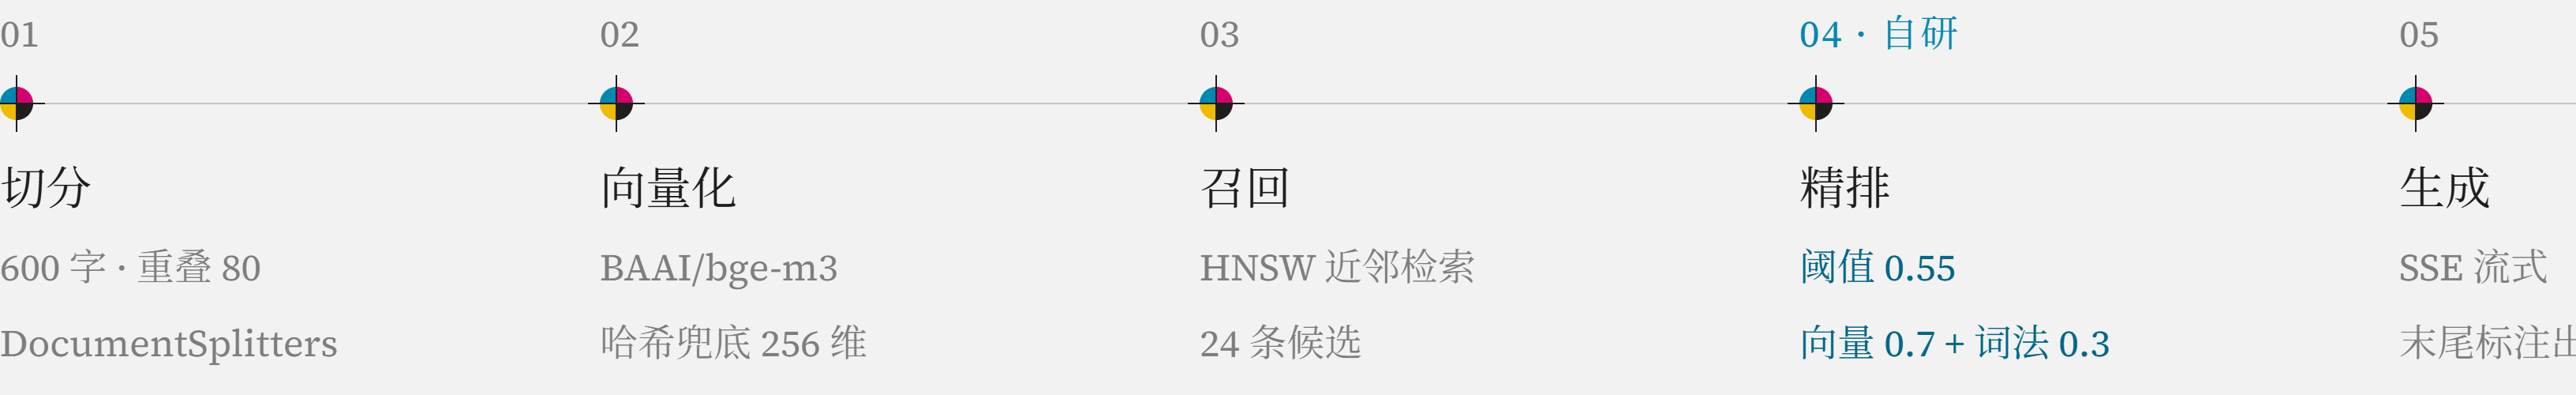 01
切分
600 字 · 重叠 80
DocumentSplitters
02
向量化
BAAI/bge-m3
哈希兜底 256 维
03
召回
HNSW 近邻检索
24 条候选
04 · 自研
精排
阈值 0.55
向量 0.7 + 词法 0.3
05
生成
SSE 流式
末尾标注